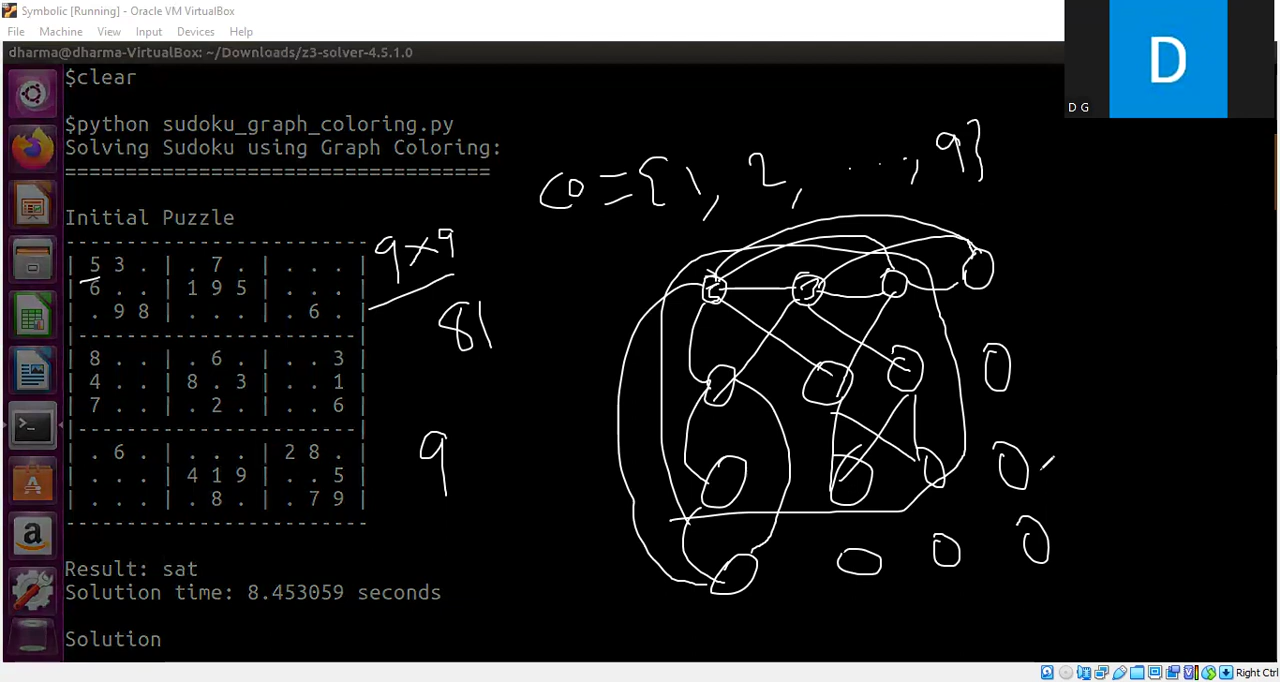 Symbolic [Running] - Oracle VM VirtualBox
File Machine View Input Devices Help
dharma@dharma-VirtualBox: ~/Downloads/z3-solver-4.5.1.0
$clear
$python sudoku_graph_coloring.py
Solving Sudoku using Graph Coloring:
====================================
Initial Puzzle
-------------------------
| 5 3 . | . 7 . | . . . |
| 6 . . | 1 9 5 | . . . |
| . 9 8 | . . . | . 6 . |
|-----------------------|
| 8 . . | . 6 . | . . 3 |
| 4 . . | 8 . 3 | . . 1 |
| 7 . . | . 2 . | . . 6 |
|-----------------------|
| . 6 . | . . . | 2 8 . |
| . . . | 4 1 9 | . . 5 |
| . . . | . 8 . | . 7 9 |
-------------------------
Result: sat
Solution time: 8.453059 seconds
Solution
9×9
81
9
= {1, 2, ..., 9}
D
D G
Right Ctrl